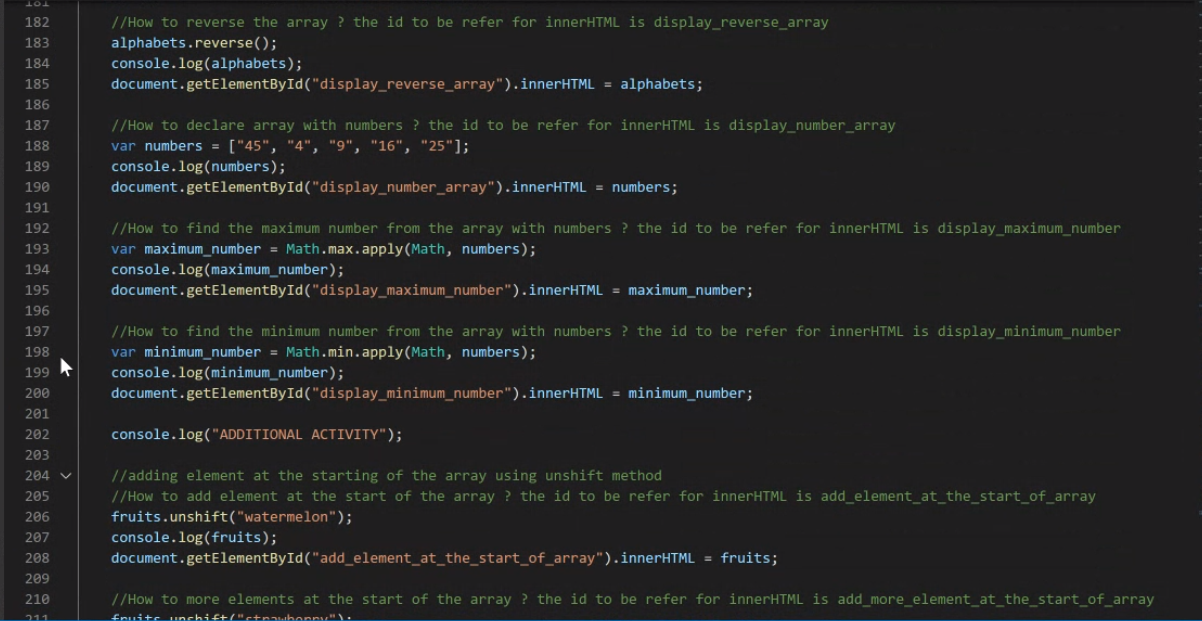 181
182 //How to reverse the array ? the id to be refer for innerHTML is display_reverse_array
183 alphabets.reverse();
184 console.log(alphabets);
185 document.getElementById("display_reverse_array").innerHTML = alphabets;
186
187 //How to declare array with numbers ? the id to be refer for innerHTML is display_number_array
188 var numbers = ["45", "4", "9", "16", "25"];
189 console.log(numbers);
190 document.getElementById("display_number_array").innerHTML = numbers;
191
192 //How to find the maximum number from the array with numbers ? the id to be refer for innerHTML is display_maximum_number
193 var maximum_number = Math.max.apply(Math, numbers);
194 console.log(maximum_number);
195 document.getElementById("display_maximum_number").innerHTML = maximum_number;
196
197 //How to find the minimum number from the array with numbers ? the id to be refer for innerHTML is display_minimum_number
198 var minimum_number = Math.min.apply(Math, numbers);
199 console.log(minimum_number);
200 document.getElementById("display_minimum_number").innerHTML = minimum_number;
201
202 console.log("ADDITIONAL ACTIVITY");
203
204 //adding element at the starting of the array using unshift method
205 //How to add element at the start of the array ? the id to be refer for innerHTML is add_element_at_the_start_of_array
206 fruits.unshift("watermelon");
207 console.log(fruits);
208 document.getElementById("add_element_at_the_start_of_array").innerHTML = fruits;
209
210 //How to more elements at the start of the array ? the id to be refer for innerHTML is add_more_element_at_the_start_of_array
211 fruits.unshift("strawberry");